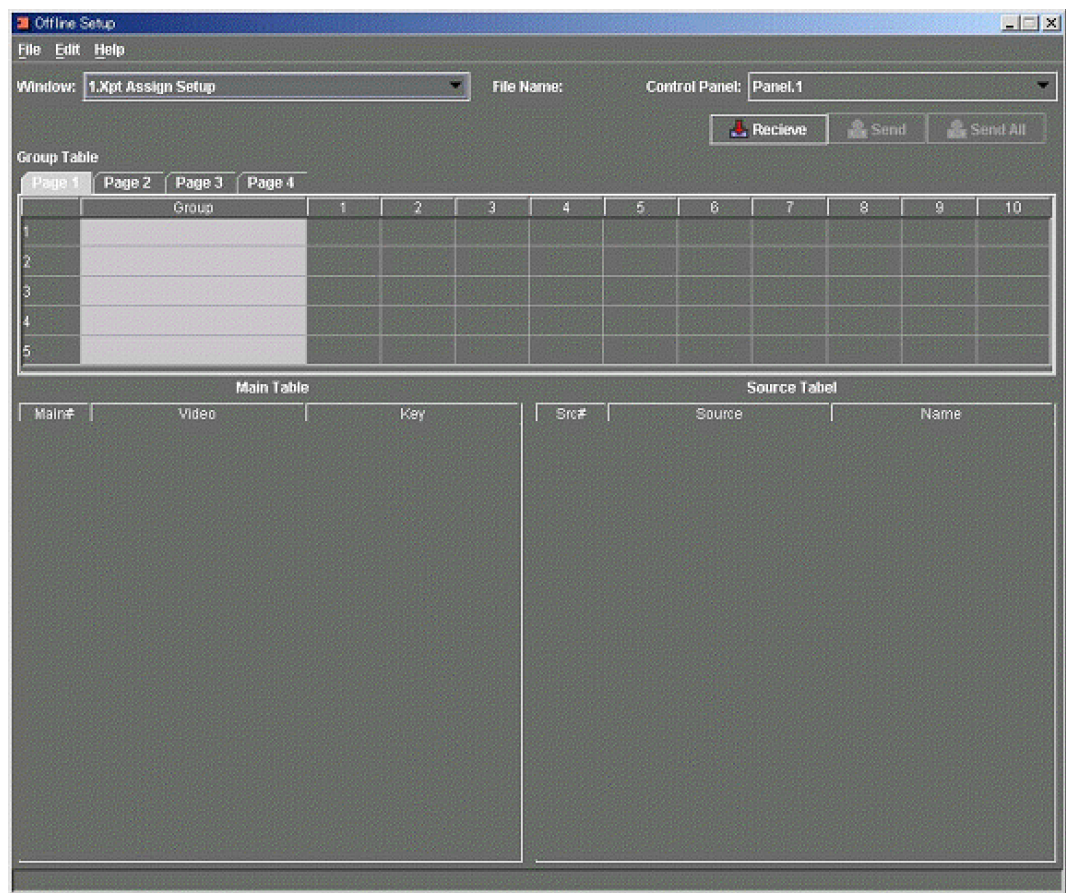 Offline Setup
File Edit Help
Window: 1.Xpt Assign Setup File Name: Control Panel: Panel.1
Recieve Send Send All
Group Table
Page 1 Page 2 Page 3 Page 4
Group 1 2 3 4 5 6 7 8 9 10
1
2
3
4
5
Main Table Source Tabel
Main# Video Key Src# Source Name